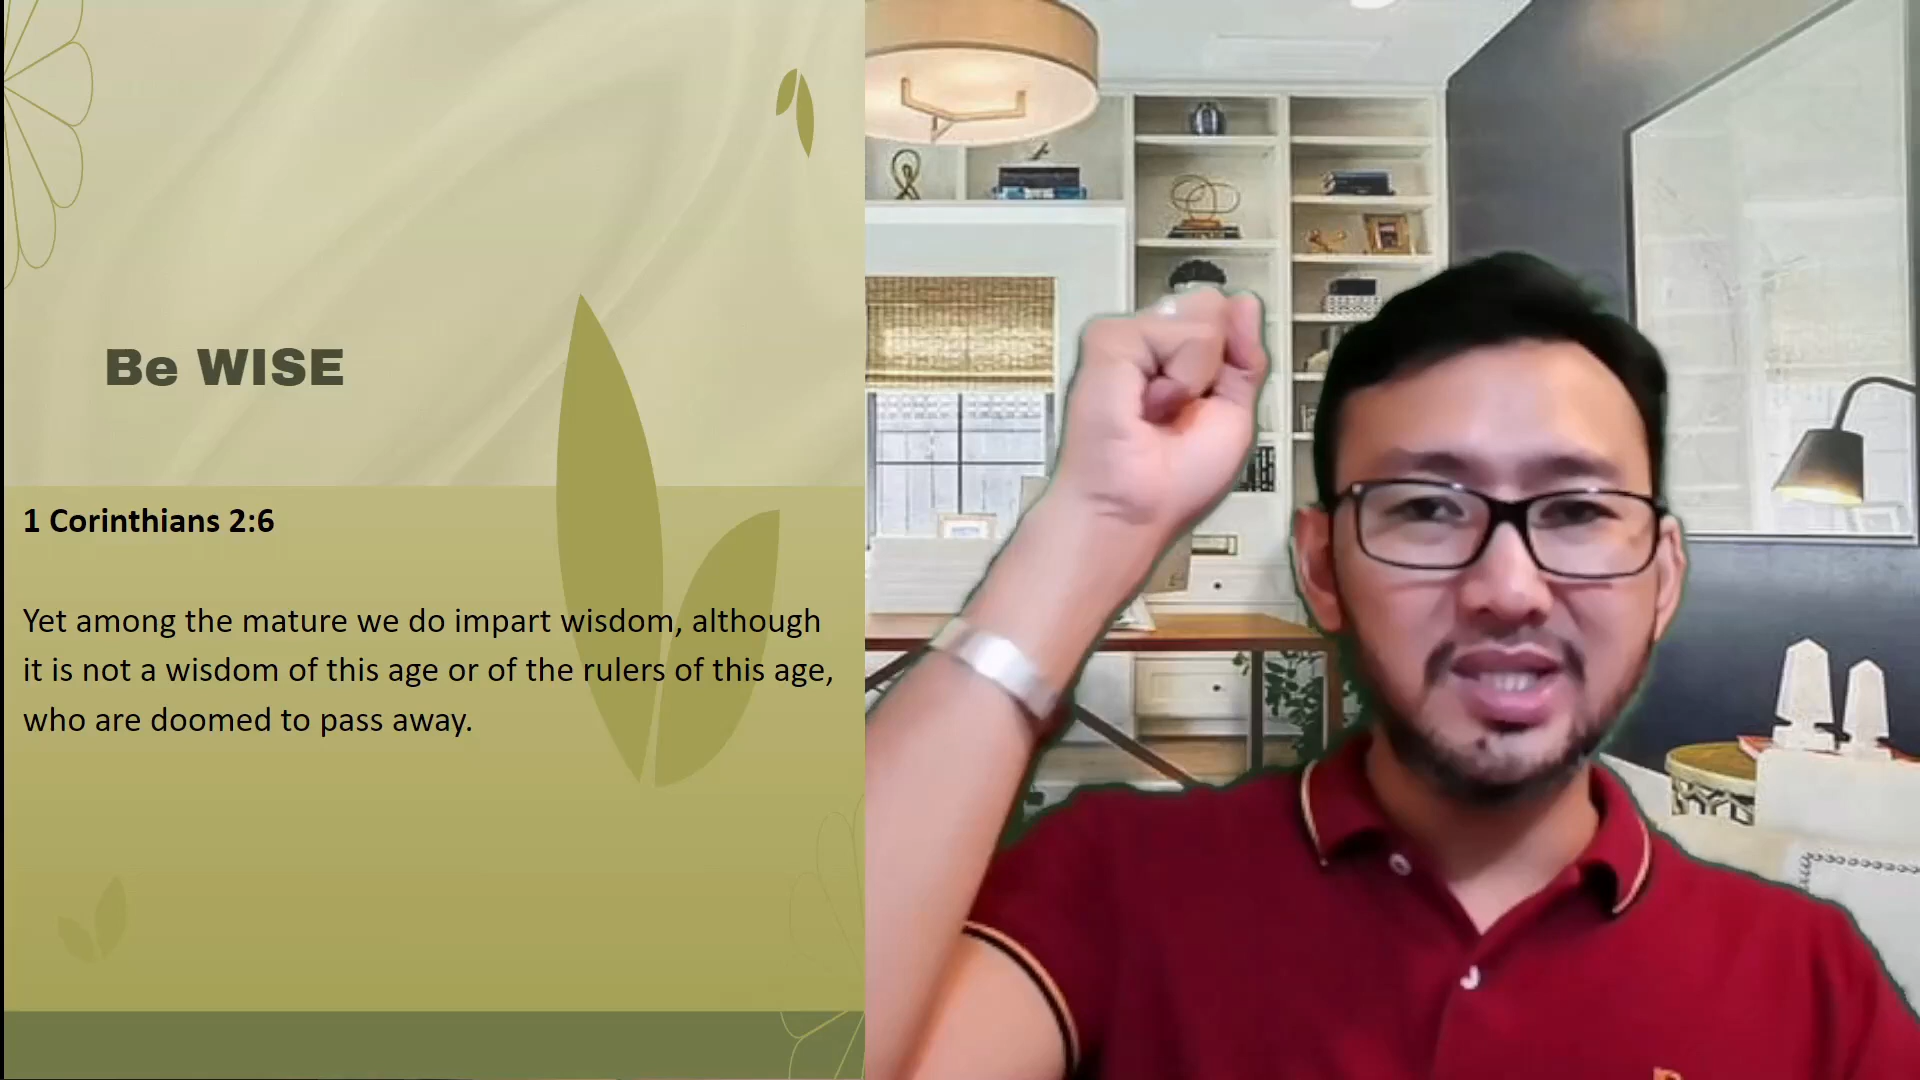 Be WISE
1 Corinthians 2:6
Yet among the mature we do impart wisdom, although
it is not a wisdom of this age or of the rulers of this age,
who are doomed to pass away.